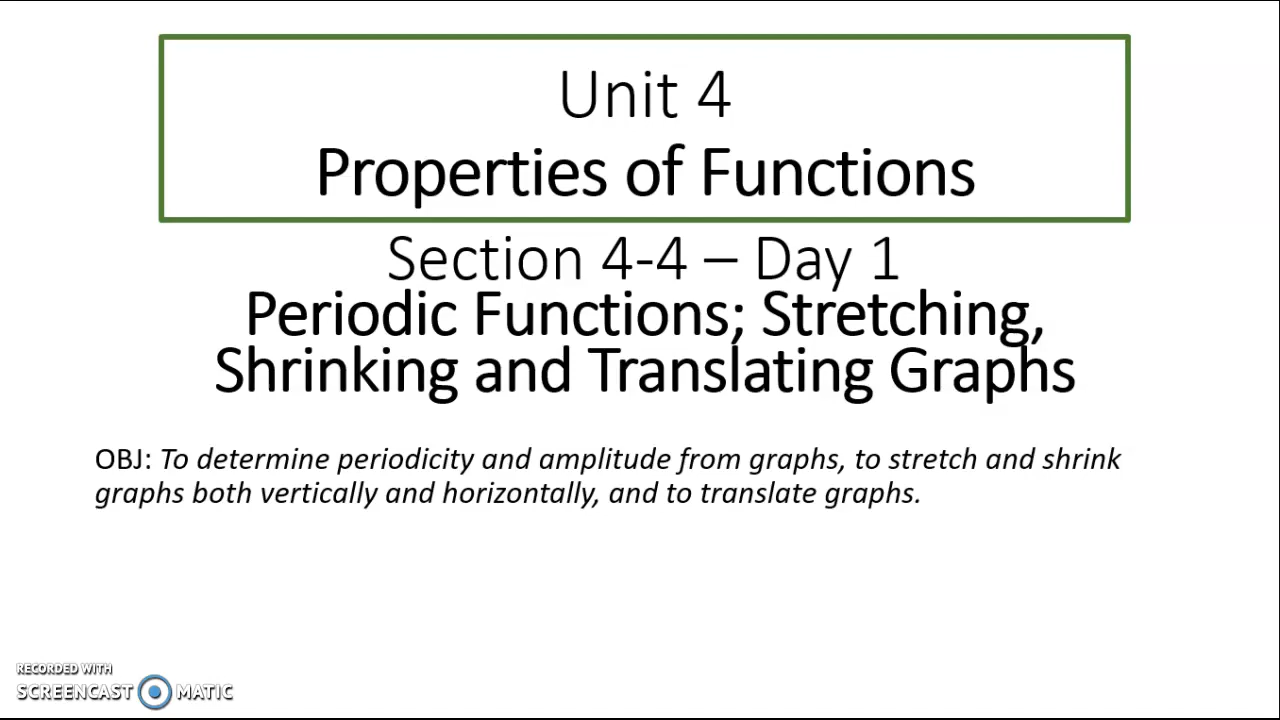 Unit 4
Properties of Functions
Section 4-4 – Day 1
Periodic Functions; Stretching,
Shrinking and Translating Graphs
OBJ: To determine periodicity and amplitude from graphs, to stretch and shrink
graphs both vertically and horizontally, and to translate graphs.
RECORDED WITH
SCREENCAST MATIC